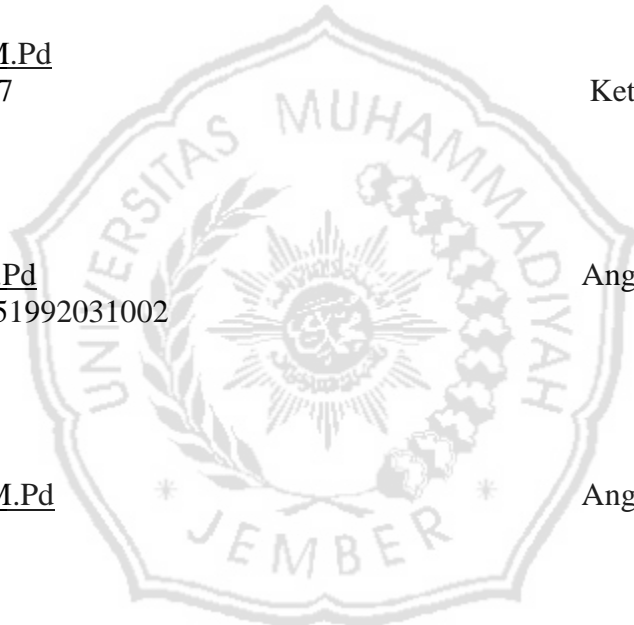 M.Pd
7 Ket
UNIVERSITAS MUHAMMADIYAH
.Pd Ang
51992031002
M.Pd Ang
* JEMBER *